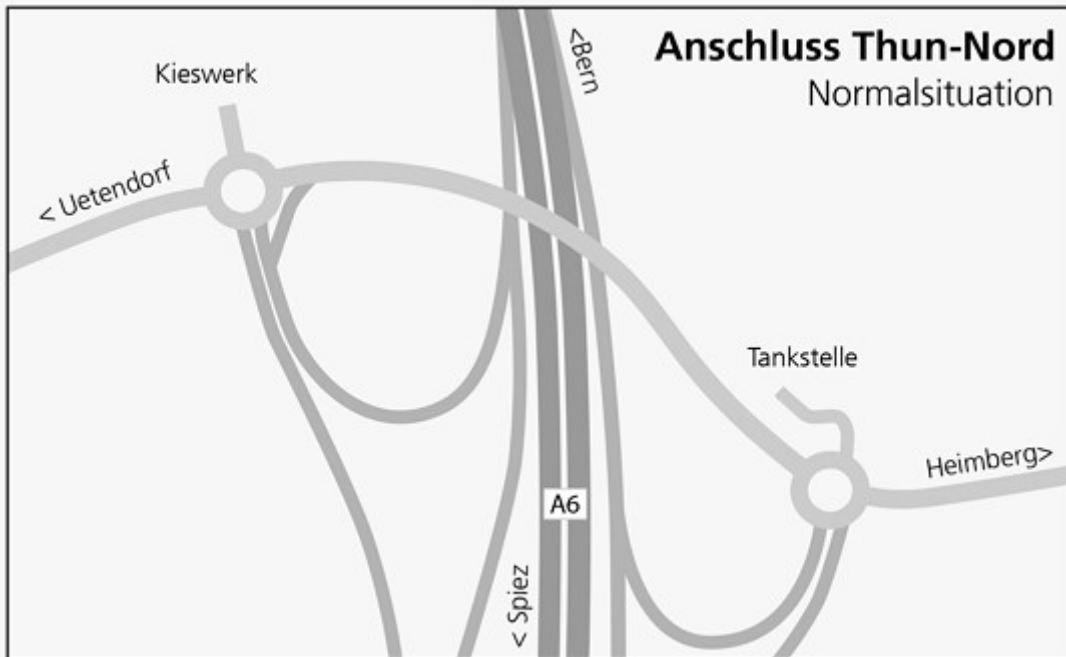 Anschluss Thun-Nord
Normalsituation
<Bern
Kieswerk
< Uetendorf
Tankstelle
Heimberg>
A6
< Spiez